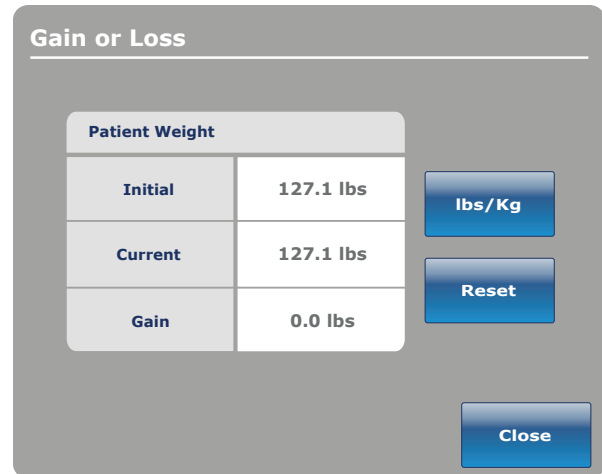 Gain or Loss
Patient Weight
Initial 127.1 lbs
lbs/Kg
Current 127.1 lbs
Reset
Gain 0.0 lbs
Close